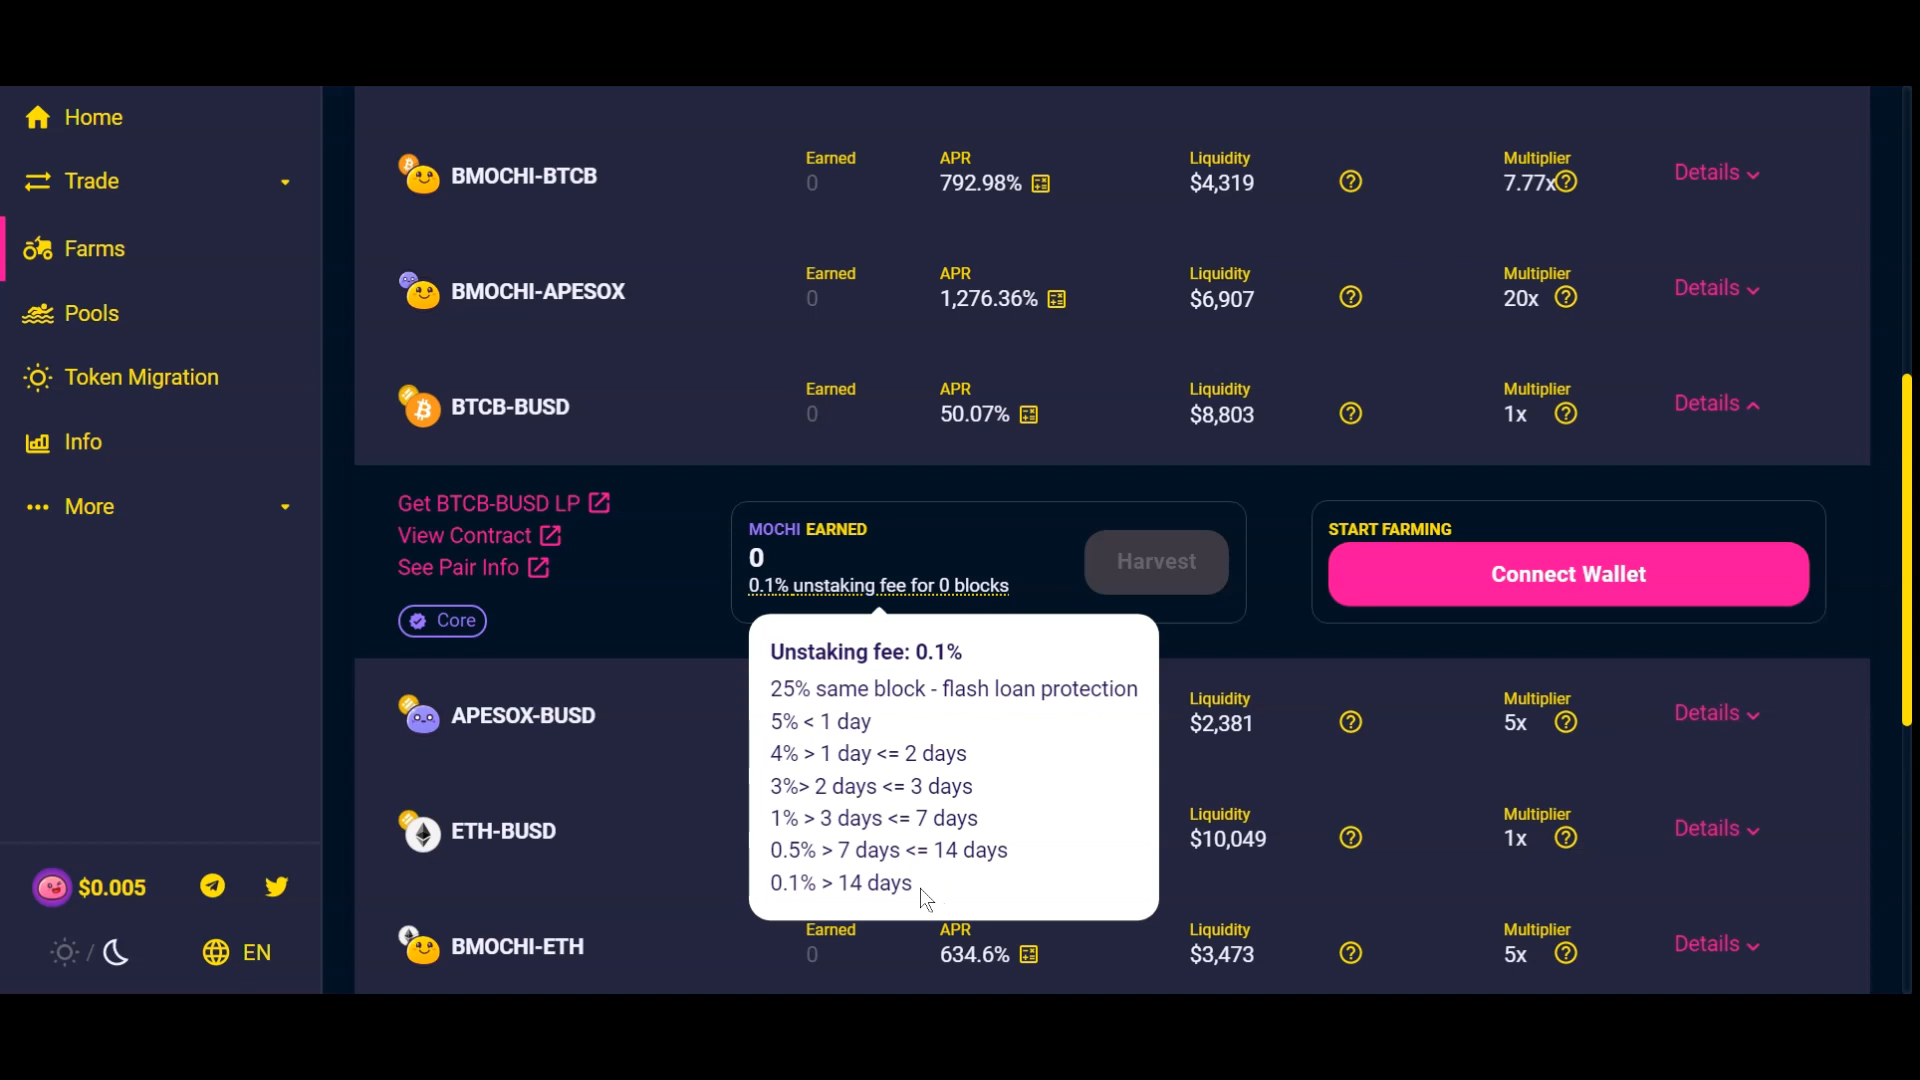 Home
Trade
Farms
Pools
Token Migration
Info
More
$0.005
/
EN
BMOCHI-BTCB
Earned
0
APR
792.98%
Liquidity
$4,319
Multiplier
7.77x
Details
BMOCHI-APESOX
Earned
0
APR
1,276.36%
Liquidity
$6,907
Multiplier
20x
Details
BTCB-BUSD
Earned
0
APR
50.07%
Liquidity
$8,803
Multiplier
1x
Details
Get BTCB-BUSD LP
View Contract
See Pair Info
Core
MOCHI EARNED
0
0.1% unstaking fee for 0 blocks
Harvest
START FARMING
Connect Wallet
Unstaking fee: 0.1%
25% same block - flash loan protection
5% < 1 day
4% > 1 day <= 2 days
3%> 2 days <= 3 days
1% > 3 days <= 7 days
0.5% > 7 days <= 14 days
0.1% > 14 days
APESOX-BUSD
Liquidity
$2,381
Multiplier
5x
Details
ETH-BUSD
Liquidity
$10,049
Multiplier
1x
Details
BMOCHI-ETH
Earned
0
APR
634.6%
Liquidity
$3,473
Multiplier
5x
Details